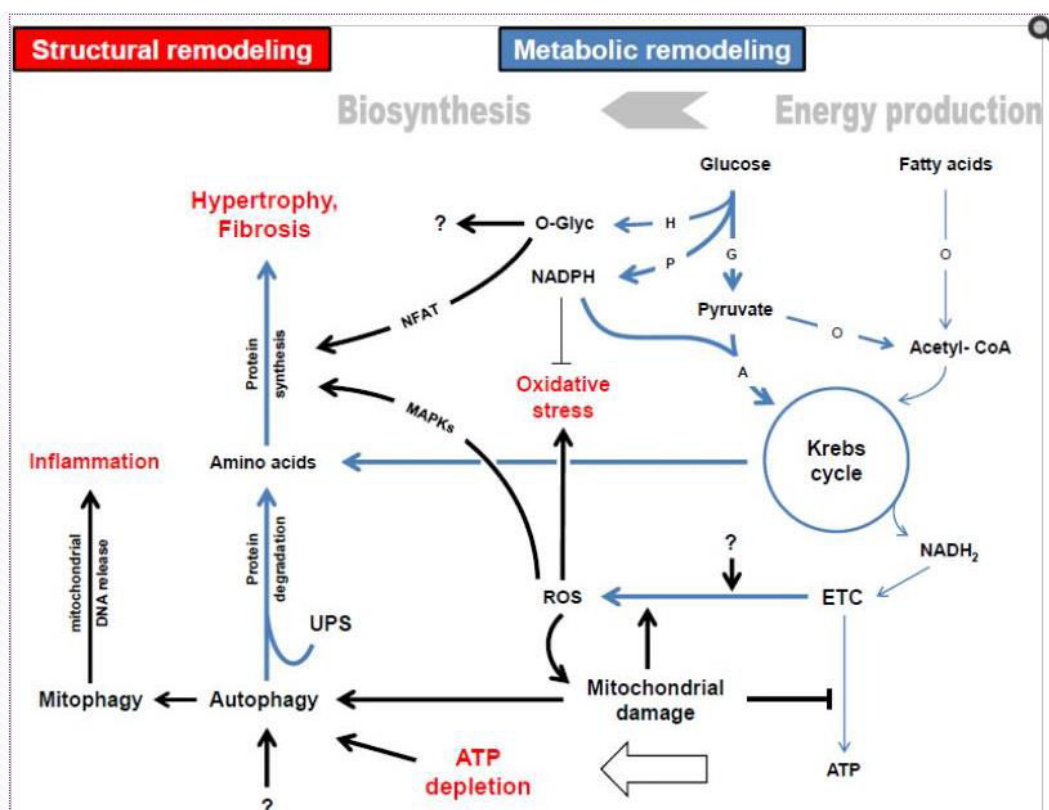 Structural remodeling
Metabolic remodeling
Biosynthesis
Energy production
Glucose
Fatty acids
Hypertrophy,
Fibrosis
?
O-Glyc
H
P
G
O
NADPH
NFAT
Pyruvate
O
Acetyl- CoA
A
Protein
synthesis
Oxidative
stress
MAPKs
Krebs
cycle
Inflammation
Amino acids
mitochondrial
DNA release
Protein
degradation
?
NADH2
ROS
ETC
UPS
Mitophagy
Autophagy
Mitochondrial
damage
ATP
depletion
ATP
?